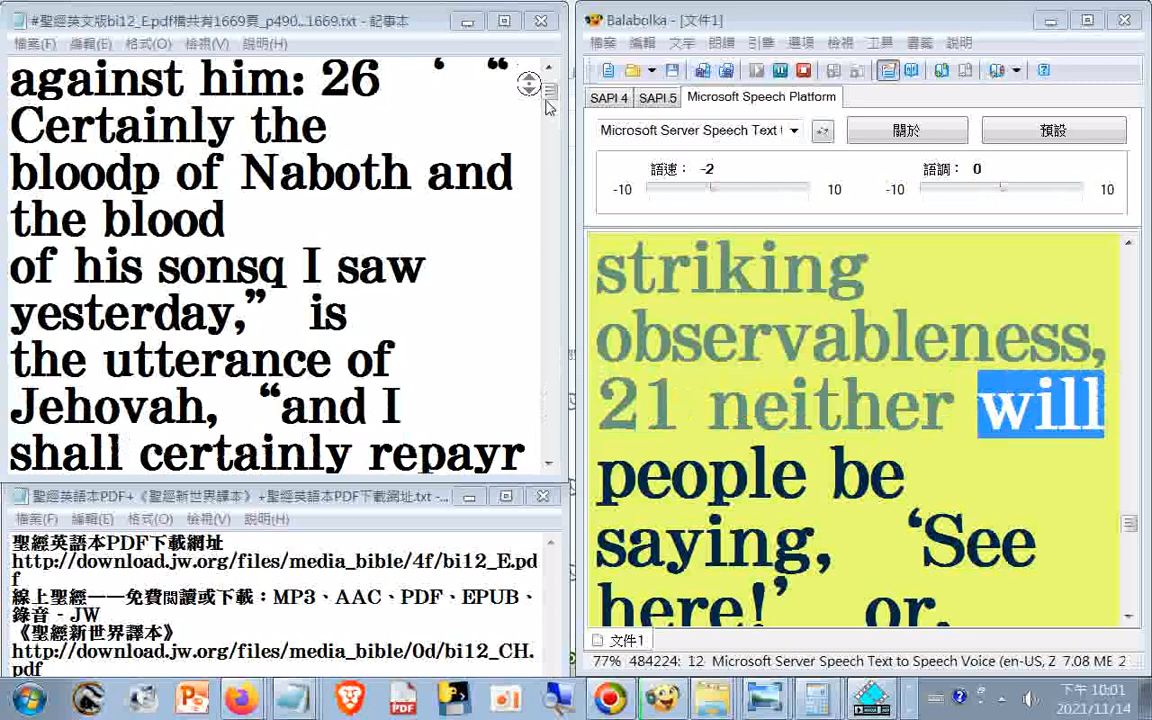 #聖經英文版bi12_E.pdf橫共有1669頁_p490...1669.txt - 記事本
檔案(F) 編輯(E) 格式(O) 檢視(V) 說明(H)
against him: 26 ‘ “
Certainly the
bloodp of Naboth and
the blood
of his sonsq I saw
yesterday,” is
the utterance of
Jehovah, “and I
shall certainly repayr
聖經英語本PDF+《聖經新世界譯本》+聖經英語本PDF下載網址.txt - ...
檔案(F) 編輯(E) 格式(O) 檢視(V) 說明(H)
聖經英語本PDF下載網址
http://download.jw.org/files/media_bible/4f/bi12_E.pd
f
線上聖經——免費閱讀或下載：MP3、AAC、PDF、EPUB、
錄音 - JW
《聖經新世界譯本》
http://download.jw.org/files/media_bible/0d/bi12_CH.
pdf
Balabolka - [文件1]
檔案 編輯 文字 朗讀 引擎 選項 檢視 工具 書籤 說明
SAPI 4 SAPI 5 Microsoft Speech Platform
Microsoft Server Speech Text 關於 預設
語速： -2 語調： 0
-10 10 -10 10
striking
observableness,
21 neither will
people be
saying, ‘See
here!’ or,
文件1
77% 484224: 12 Microsoft Server Speech Text to Speech Voice (en-US, Z 7.08 ME 2
PDF
下午 10:01
2021/11/14